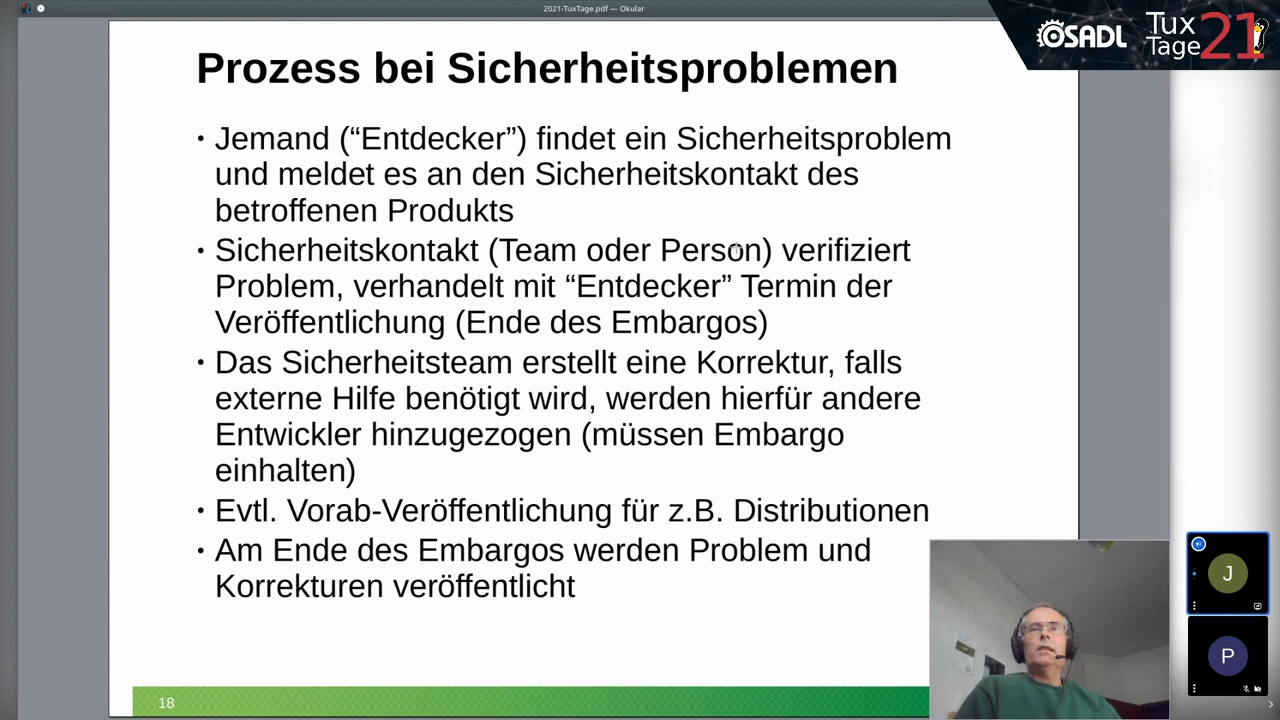 2021-TuxTage.pdf — Okular
OSADL
Tux
Tage
21
Prozess bei Sicherheitsproblemen
• Jemand (“Entdecker”) findet ein Sicherheitsproblem
und meldet es an den Sicherheitskontakt des
betroffenen Produkts
• Sicherheitskontakt (Team oder Person) verifiziert
Problem, verhandelt mit “Entdecker” Termin der
Veröffentlichung (Ende des Embargos)
• Das Sicherheitsteam erstellt eine Korrektur, falls
externe Hilfe benötigt wird, werden hierfür andere
Entwickler hinzugezogen (müssen Embargo
einhalten)
• Evtl. Vorab-Veröffentlichung für z.B. Distributionen
• Am Ende des Embargos werden Problem und
Korrekturen veröffentlicht
J
P
18